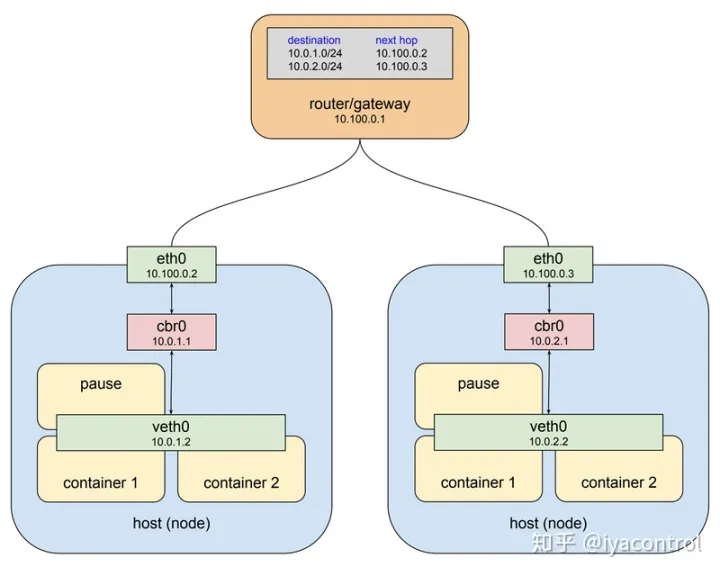 destination next hop
10.0.1.0/24 10.100.0.2
10.0.2.0/24 10.100.0.3
router/gateway
10.100.0.1
eth0
10.100.0.2
cbr0
10.0.1.1
pause
veth0
10.0.1.2
container 1
container 2
host (node)
eth0
10.100.0.3
cbr0
10.0.2.1
pause
veth0
10.0.2.2
container 1
container 2
host (node)
知乎 @iyacontrol